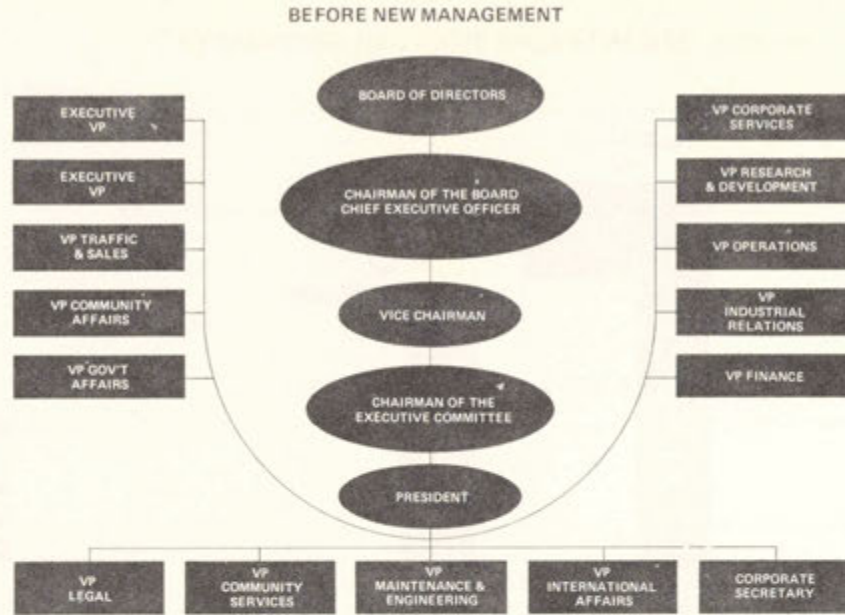 BEFORE NEW MANAGEMENT
BOARD OF DIRECTORS
CHAIRMAN OF THE BOARD
CHIEF EXECUTIVE OFFICER
VICE CHAIRMAN
CHAIRMAN OF THE
EXECUTIVE COMMITTEE
PRESIDENT
EXECUTIVE
VP
EXECUTIVE
VP
VP TRAFFIC
& SALES
VP COMMUNITY
AFFAIRS
VP GOV'T
AFFAIRS
VP CORPORATE
SERVICES
VP RESEARCH
& DEVELOPMENT
VP OPERATIONS
VP
INDUSTRIAL
RELATIONS
VP FINANCE
VP
LEGAL
VP
COMMUNITY
SERVICES
VP
MAINTENANCE &
ENGINEERING
VP
INTERNATIONAL
AFFAIRS
CORPORATE
SECRETARY